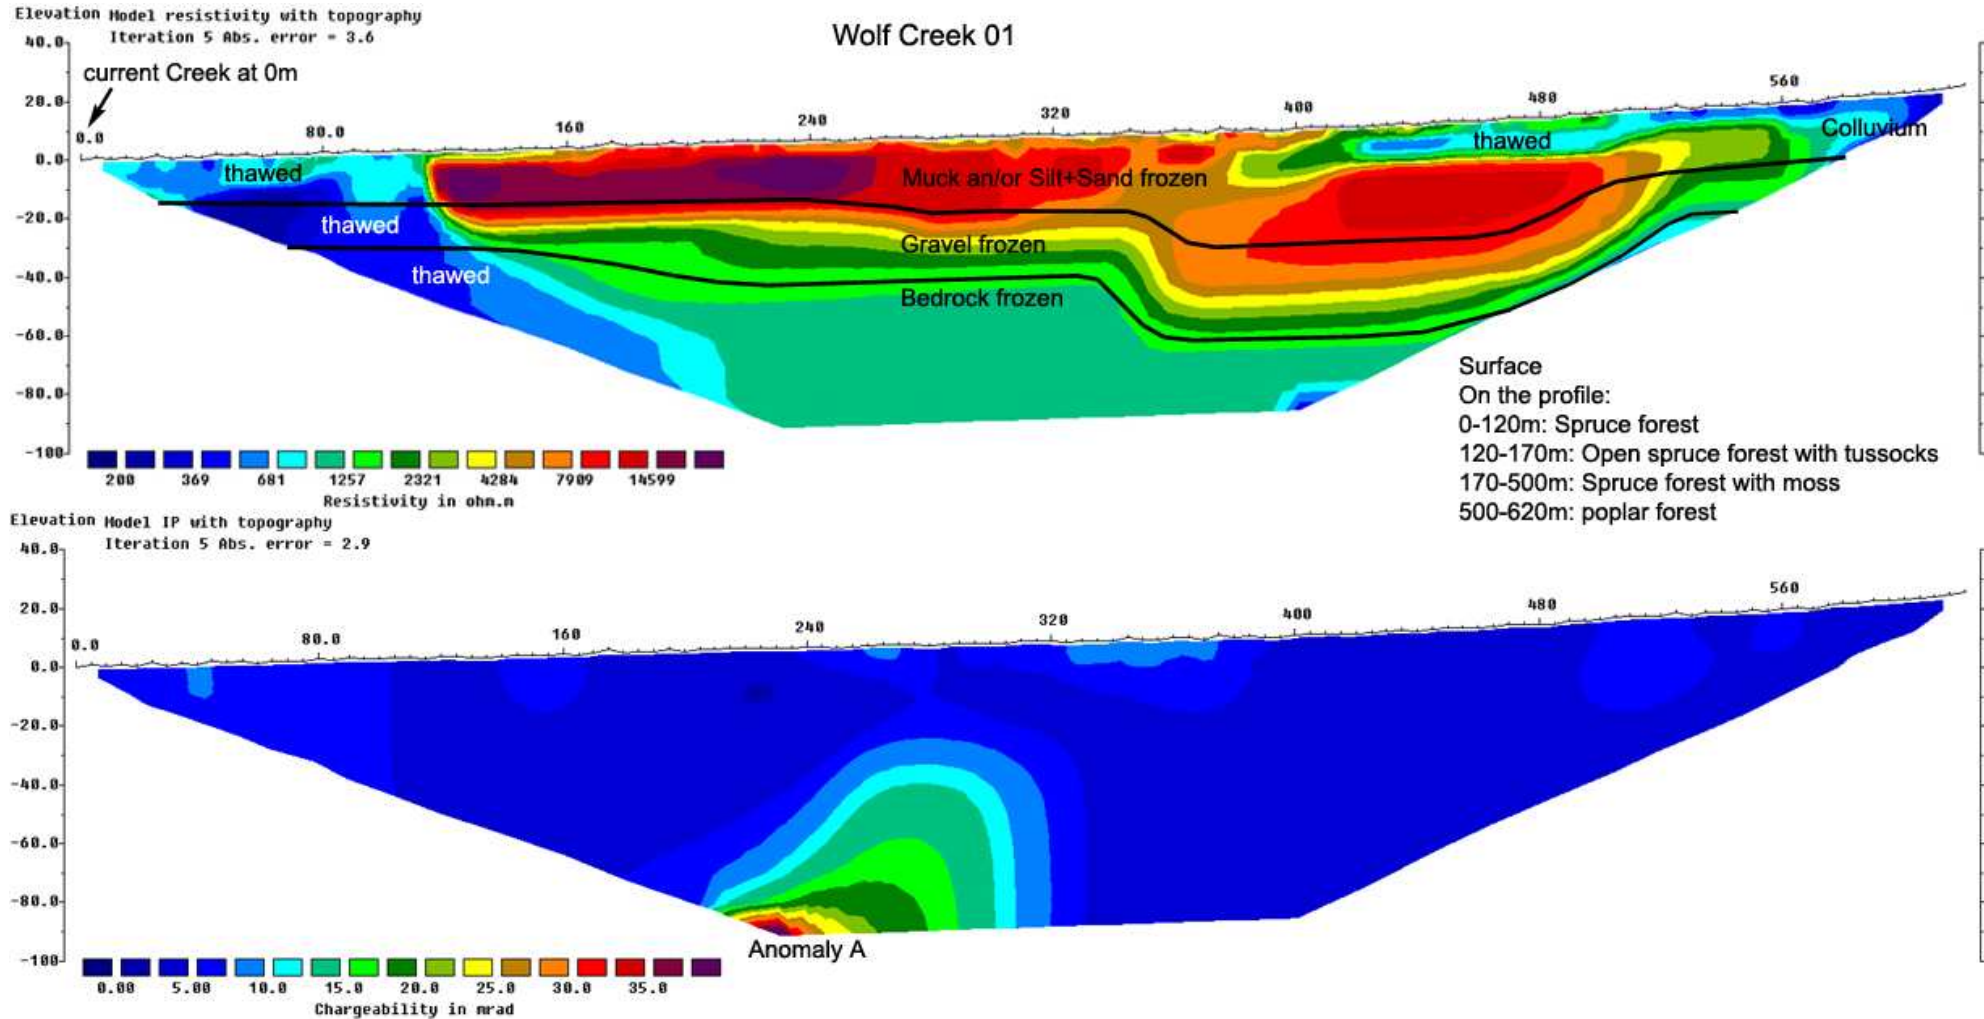 Elevation Model resistivity with topography
Iteration 5 Abs. error = 3.6
Wolf Creek 01
40.0
current Creek at 0m
20.0
0.0
0.0 80.0 160 240 320 400 480 560
-20.0
-40.0
-60.0
-80.0
-100
thawed
thawed
thawed
Muck an/or Silt+Sand frozen
Gravel frozen
Bedrock frozen
thawed
Colluvium
200 369 681 1257 2321 4284 7909 14599
Resistivity in ohm.m
Surface
On the profile:
0-120m: Spruce forest
120-170m: Open spruce forest with tussocks
170-500m: Spruce forest with moss
500-620m: poplar forest
Elevation Model IP with topography
Iteration 5 Abs. error = 2.9
40.0
20.0
0.0
0.0 80.0 160 240 320 400 480 560
-20.0
-40.0
-60.0
-80.0
-100
Anomaly A
0.00 5.00 10.0 15.0 20.0 25.0 30.0 35.0
Chargeability in mrad